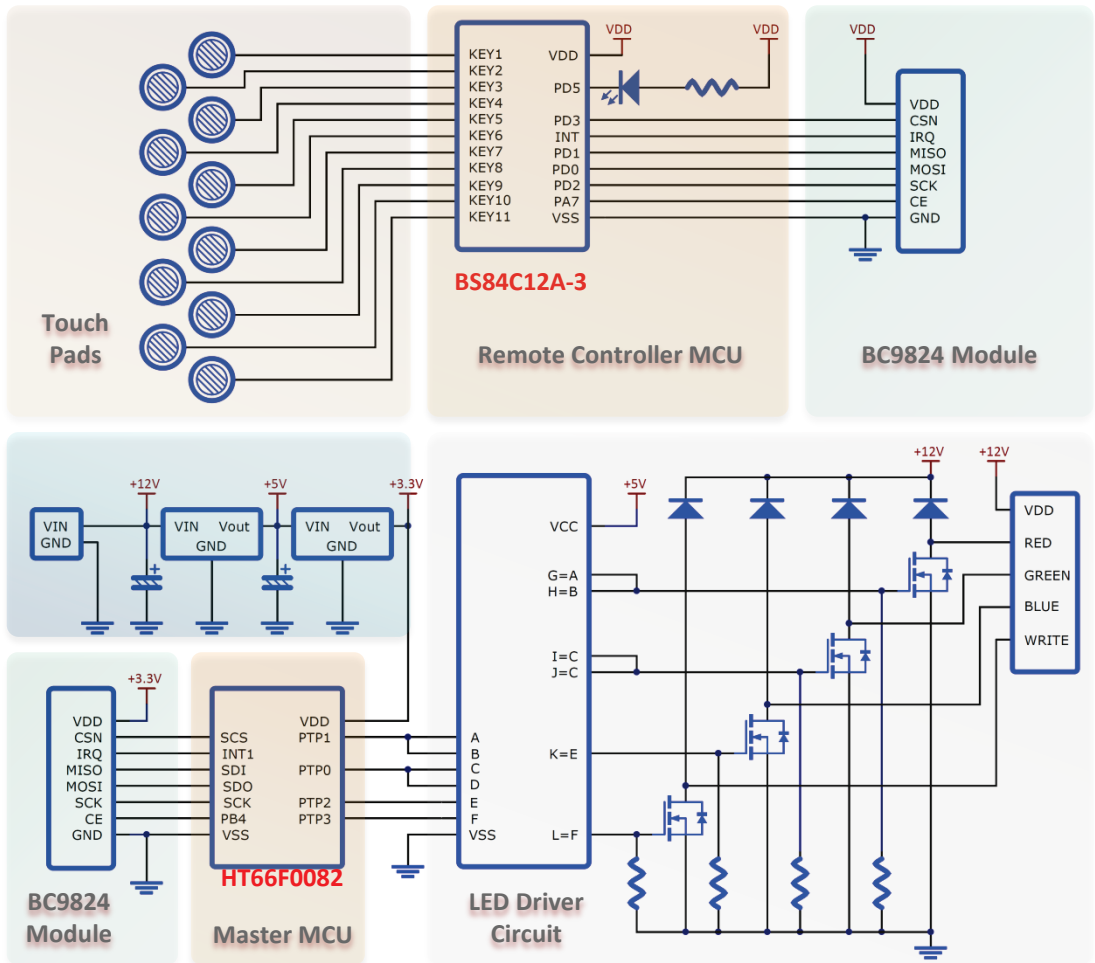 KEY1
KEY2
KEY3
KEY4
KEY5
KEY6
KEY7
KEY8
KEY9
KEY10
KEY11
VDD
PD5
PD3
INT
PD1
PD0
PD2
PA7
VSS
VDD
VDD
VDD
VDD
CSN
IRQ
MISO
MOSI
SCK
CE
GND
BS84C12A-3
Touch
Pads
Remote Controller MCU
BC9824 Module
+12V
+5V
+3.3V
VIN
GND
VIN
Vout
GND
VIN
Vout
GND
+3.3V
VDD
CSN
IRQ
MISO
MOSI
SCK
CE
GND
SCS
INT1
SDI
SDO
SCK
PB4
VSS
VDD
PTP1
PTP0
PTP2
PTP3
HT66F0082
BC9824
Module
Master MCU
A
B
C
D
E
F
VSS
VCC
G=A
H=B
I=C
J=C
K=E
L=F
+5V
+12V
+12V
VDD
RED
GREEN
BLUE
WRITE
LED Driver
Circuit